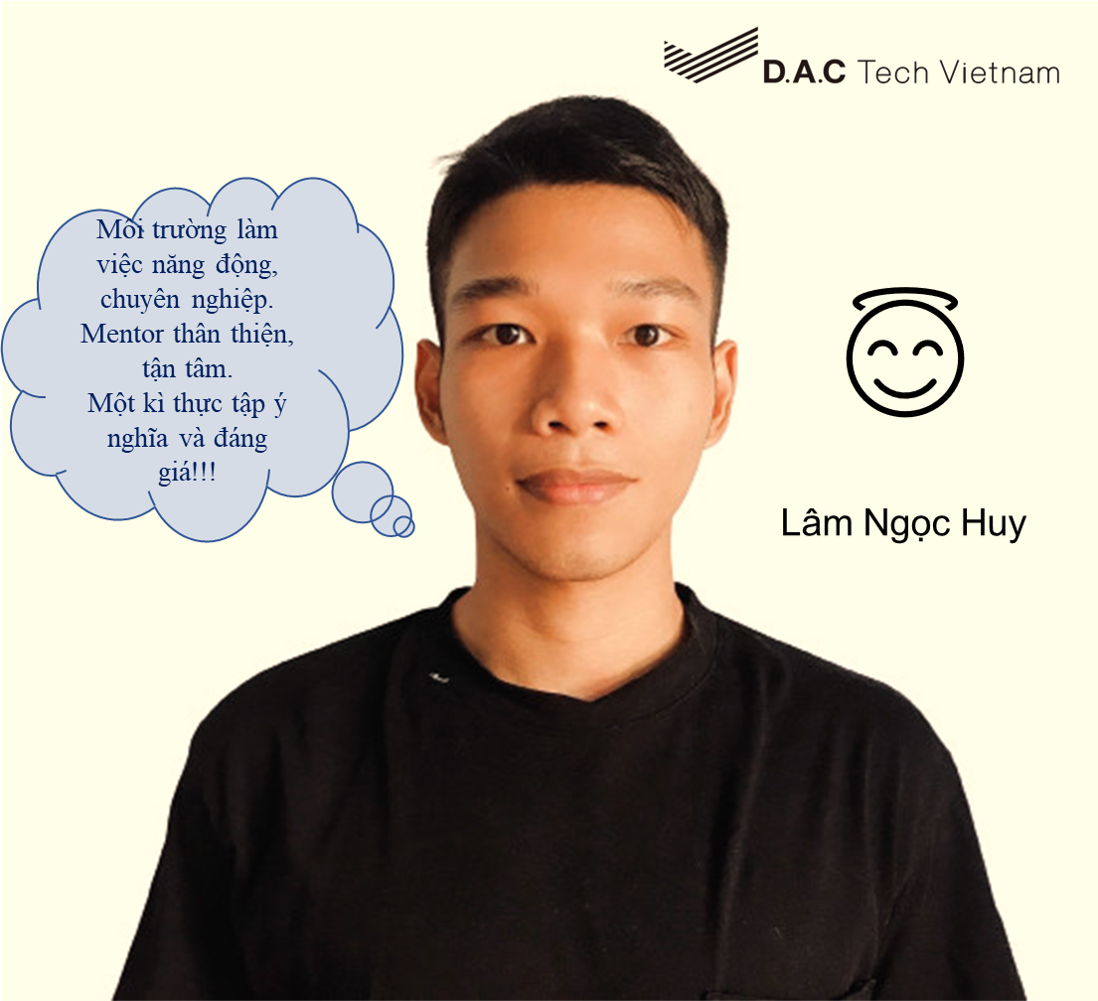 D.A.C Tech Vietnam
Môi trường làm
việc năng động,
chuyên nghiệp.
Mentor thân thiện,
tận tâm.
Một kì thực tập ý
nghĩa và đáng
giá!!!
Lâm Ngọc Huy